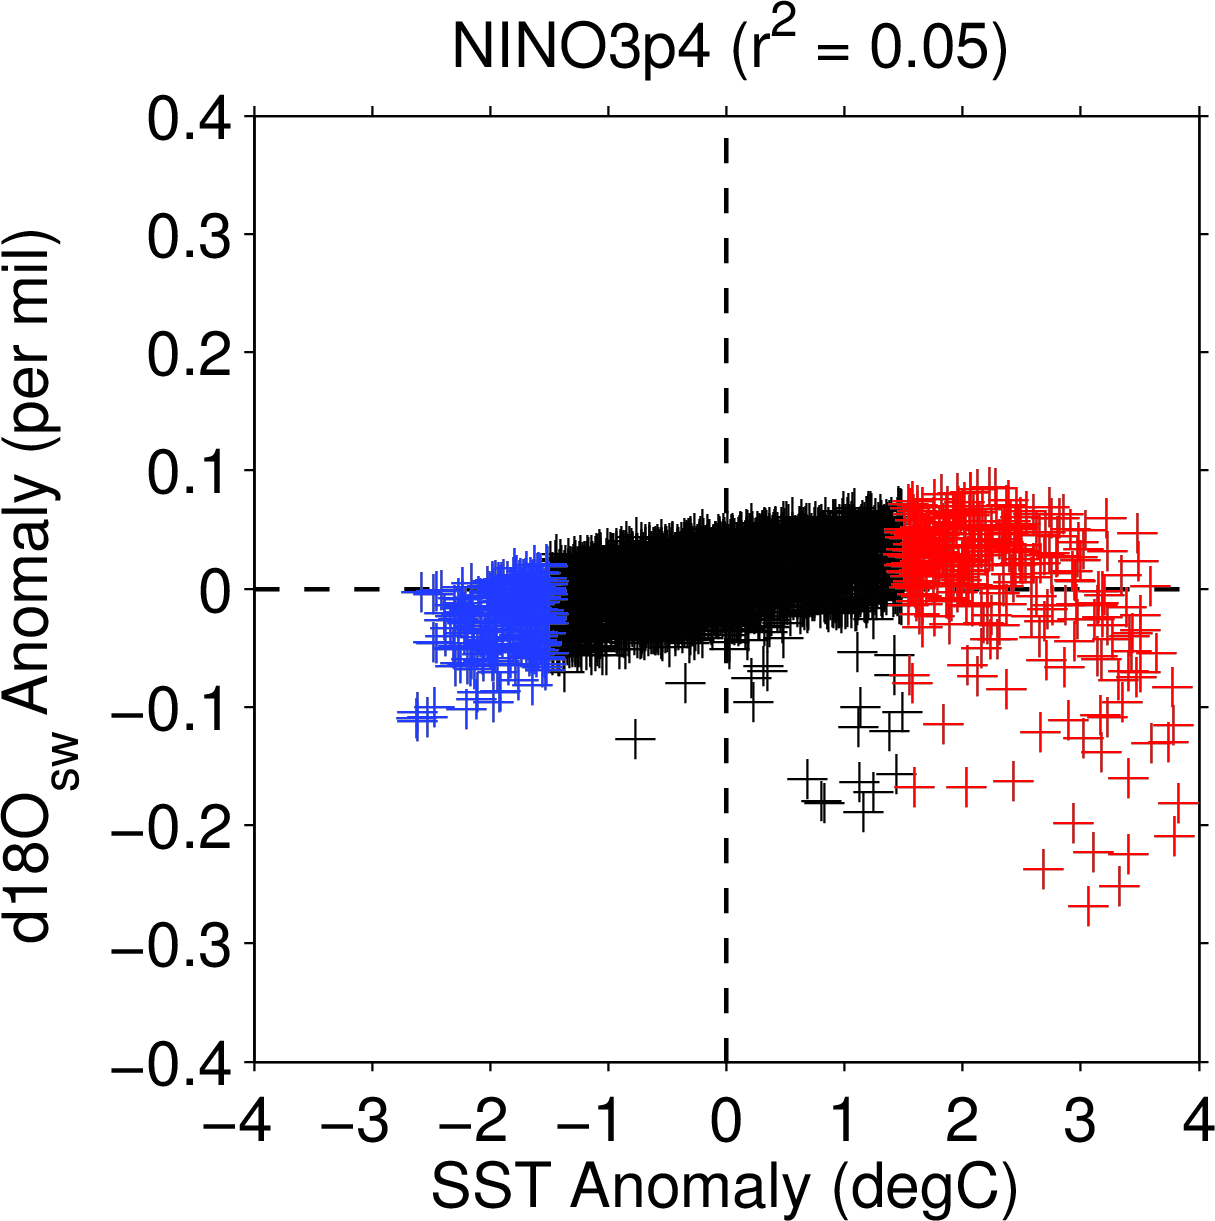 NINO3p4 (r² = 0.05)
0.4
0.3
0.2
0.1
0
−0.1
−0.2
−0.3
−0.4
d18Osw Anomaly (per mil)
−4 −3 −2 −1 0 1 2 3 4
SST Anomaly (degC)